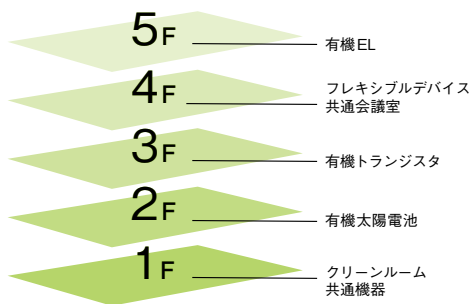 5F
有機EL
4F
フレキシブルデバイス
共通会議室
3F
有機トランジスタ
2F
有機太陽電池
1F
クリーンルーム
共通機器